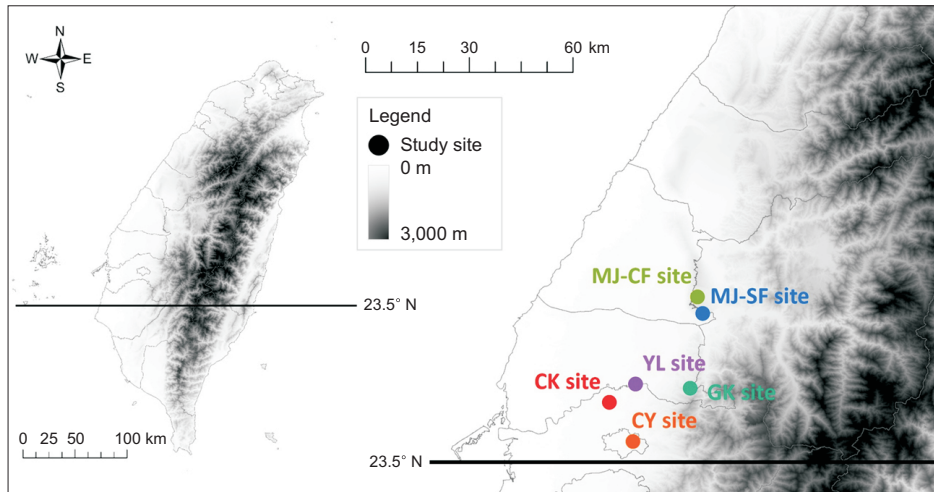 N
W E
S
0 15 30 60 km
Legend
Study site
0 m
3,000 m
23.5° N
0 25 50 100 km
MJ-CF site
MJ-SF site
YL site
CK site
GK site
CY site
23.5° N